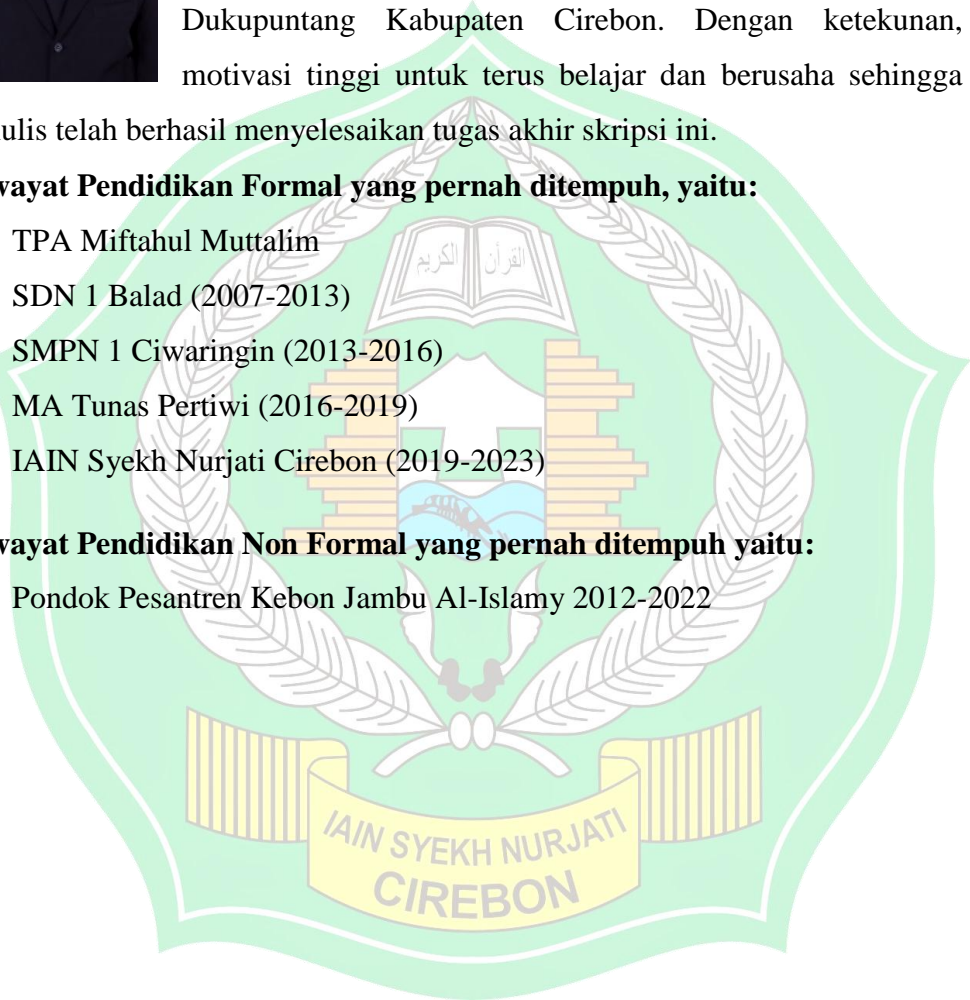 Dukupuntang Kabupaten Cirebon. Dengan ketekunan,
motivasi tinggi untuk terus belajar dan berusaha sehingga
ulis telah berhasil menyelesaikan tugas akhir skripsi ini.
wayat Pendidikan Formal yang pernah ditempuh, yaitu:
TPA Miftahul Muttalim
القرآن الكريم
SDN 1 Balad (2007-2013)
SMPN 1 Ciwaringin (2013-2016)
MA Tunas Pertiwi (2016-2019)
IAIN Syekh Nurjati Cirebon (2019-2023)
wayat Pendidikan Non Formal yang pernah ditempuh yaitu:
Pondok Pesantren Kebon Jambu Al-Islamy 2012-2022
IAIN SYEKH NURJATI
CIREBON